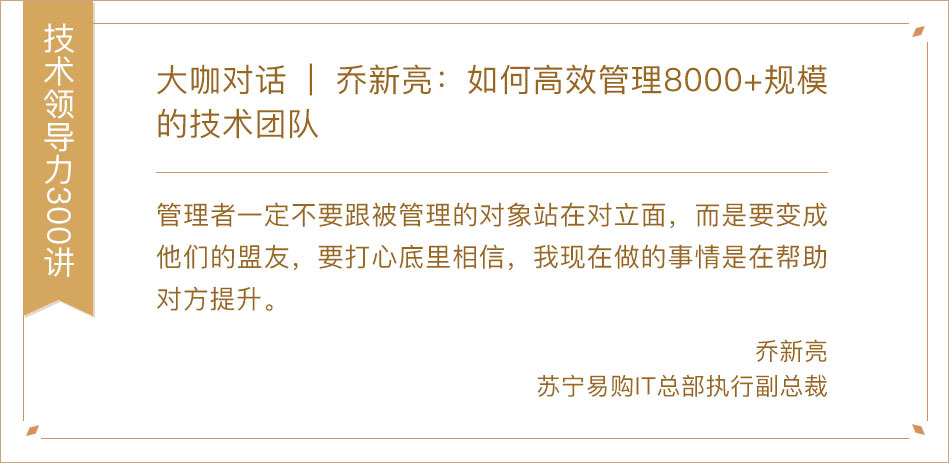 技术领导力300讲
大咖对话 | 乔新亮：如何高效管理8000+规模
的技术团队
管理者一定不要跟被管理的对象站在对立面，而是要变成
他们的盟友，要打心底里相信，我现在做的事情是在帮助
对方提升。
乔新亮
苏宁易购IT总部执行副总裁